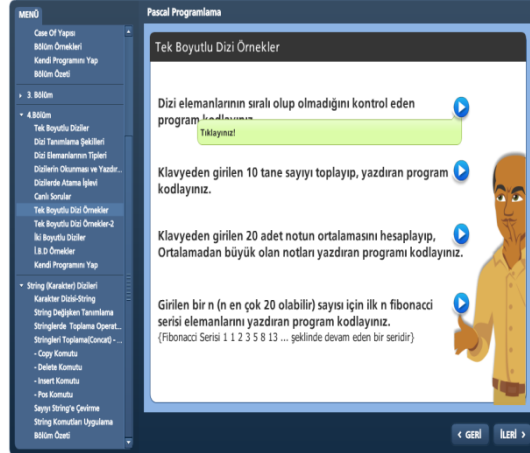 MENÜ
Case Of Yapısı
Bölüm Örnekleri
Kendi Programını Yap
Bölüm Özeti
3. Bölüm
4.Bölüm
Tek Boyutlu Diziler
Dizi Tanımlama Şekilleri
Dizi Elemanlarının Tipleri
Dizilerin Okunması ve Yazdır...
Dizilerde Atama İşlevi
Canlı Sorular
Tek Boyutlu Dizi Örnekler
Tek Boyutlu Dizi Örnekler-2
İki Boyutlu Diziler
İ.B.D Örnekler
Kendi Programını Yap
String (Karakter) Dizileri
Karakter Dizisi-String
String Değişken Tanımlama
Stringlerde Toplama Operat...
Stringleri Toplama(Concat) - ...
- Copy Komutu
- Delete Komutu
- Insert Komutu
- Pos Komutu
Sayıyı String'e Çevirme
String Komutları Uygulama
Bölüm Özeti
Pascal Programlama
Tek Boyutlu Dizi Örnekler
Dizi elemanlarının sıralı olup olmadığını kontrol eden
program kodlayınız.
Tıklayınız!
Klavyeden girilen 10 tane sayıyı toplayıp, yazdıran program
kodlayınız.
Klavyeden girilen 20 adet notun ortalamasını hesaplayıp,
Ortalamadan büyük olan notları yazdıran programı kodlayınız.
Girilen bir n (n en çok 20 olabilir) sayısı için ilk n fibonacci
serisi elemanlarını yazdıran program kodlayınız.
{Fibonacci Serisi 1 1 2 3 5 8 13 ... şeklinde devam eden bir seridir}
< GERİ
İLERİ >